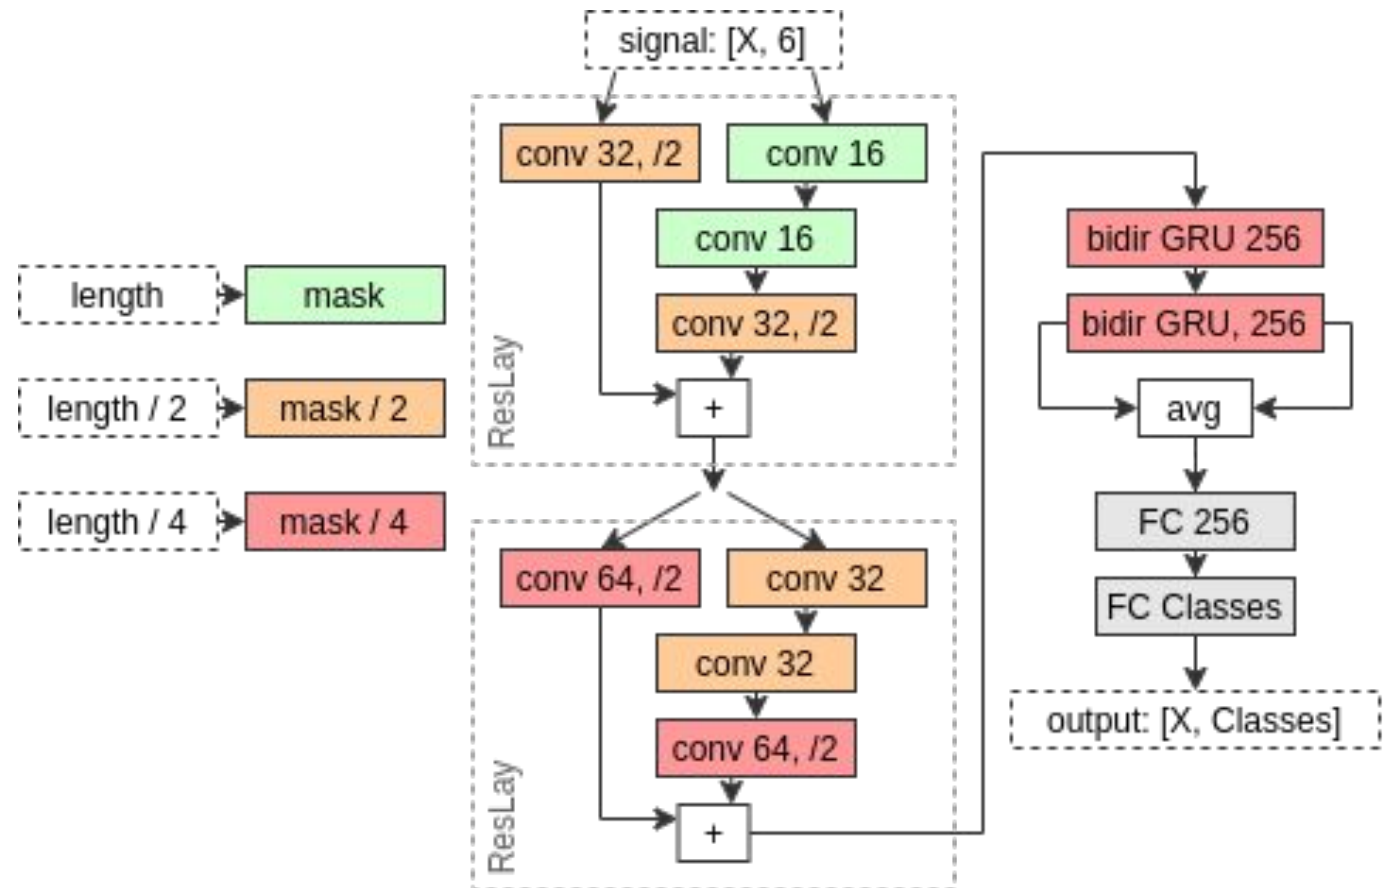 signal: [X, 6]
conv 32, /2
conv 16
conv 16
conv 32, /2
+
ResLay
length
mask
length / 2
mask / 2
length / 4
mask / 4
conv 64, /2
conv 32
conv 32
conv 64, /2
+
ResLay
bidir GRU 256
bidir GRU, 256
avg
FC 256
FC Classes
output: [X, Classes]